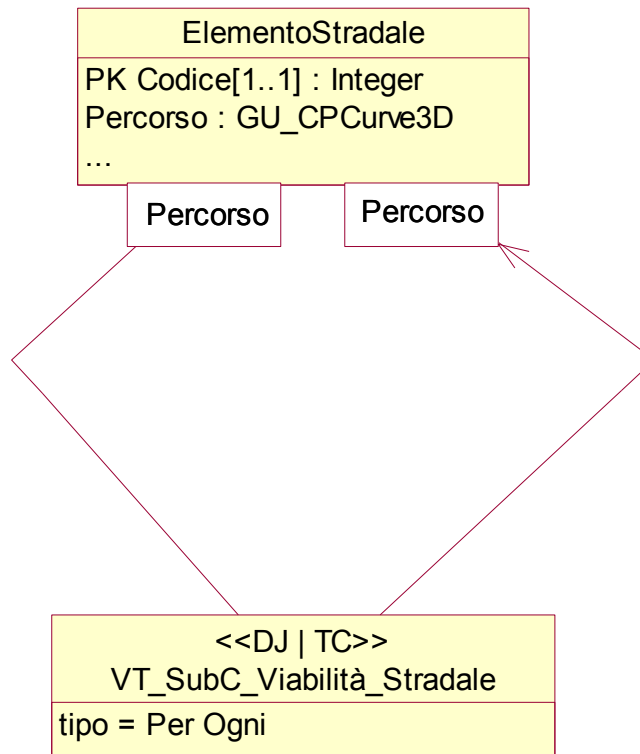 ElementoStradale
PK Codice[1..1] : Integer
Percorso : GU_CPCurve3D
...
Percorso
Percorso
<<DJ | TC>>
VT_SubC_Viabilità_Stradale
tipo = Per Ogni